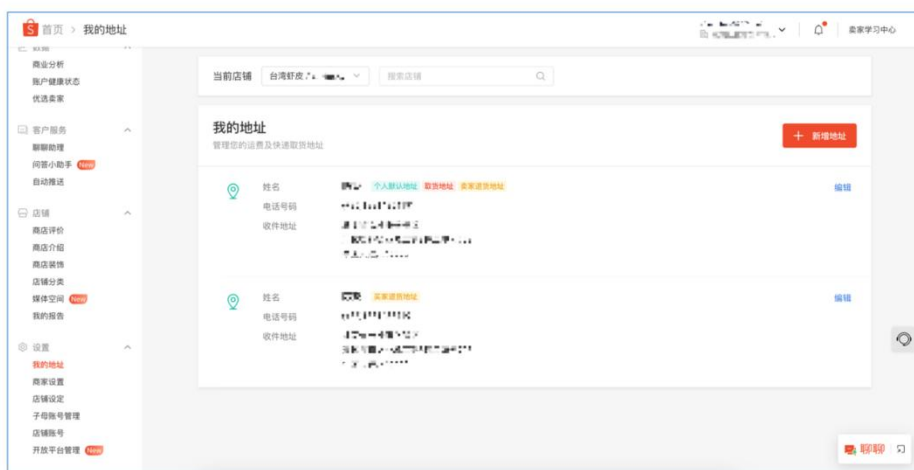 首页 > 我的地址
卖家学习中心
数据
商业分析
账户健康状态
优选卖家
客户服务
聊聊助理
问答小助手 New
自动推送
店铺
商店评价
商店介绍
商店装饰
店铺分类
媒体空间 New
我的报告
设置
我的地址
商家设置
店铺设定
子母账号管理
店铺账号
开放平台管理 New
当前店铺 台湾虾皮 搜索店铺
我的地址
管理您的运费及快递取货地址
+ 新增地址
姓名 个人默认地址 取货地址 卖家退货地址 编辑
电话号码
收件地址
姓名 买家退货地址 编辑
电话号码
收件地址
聊聊